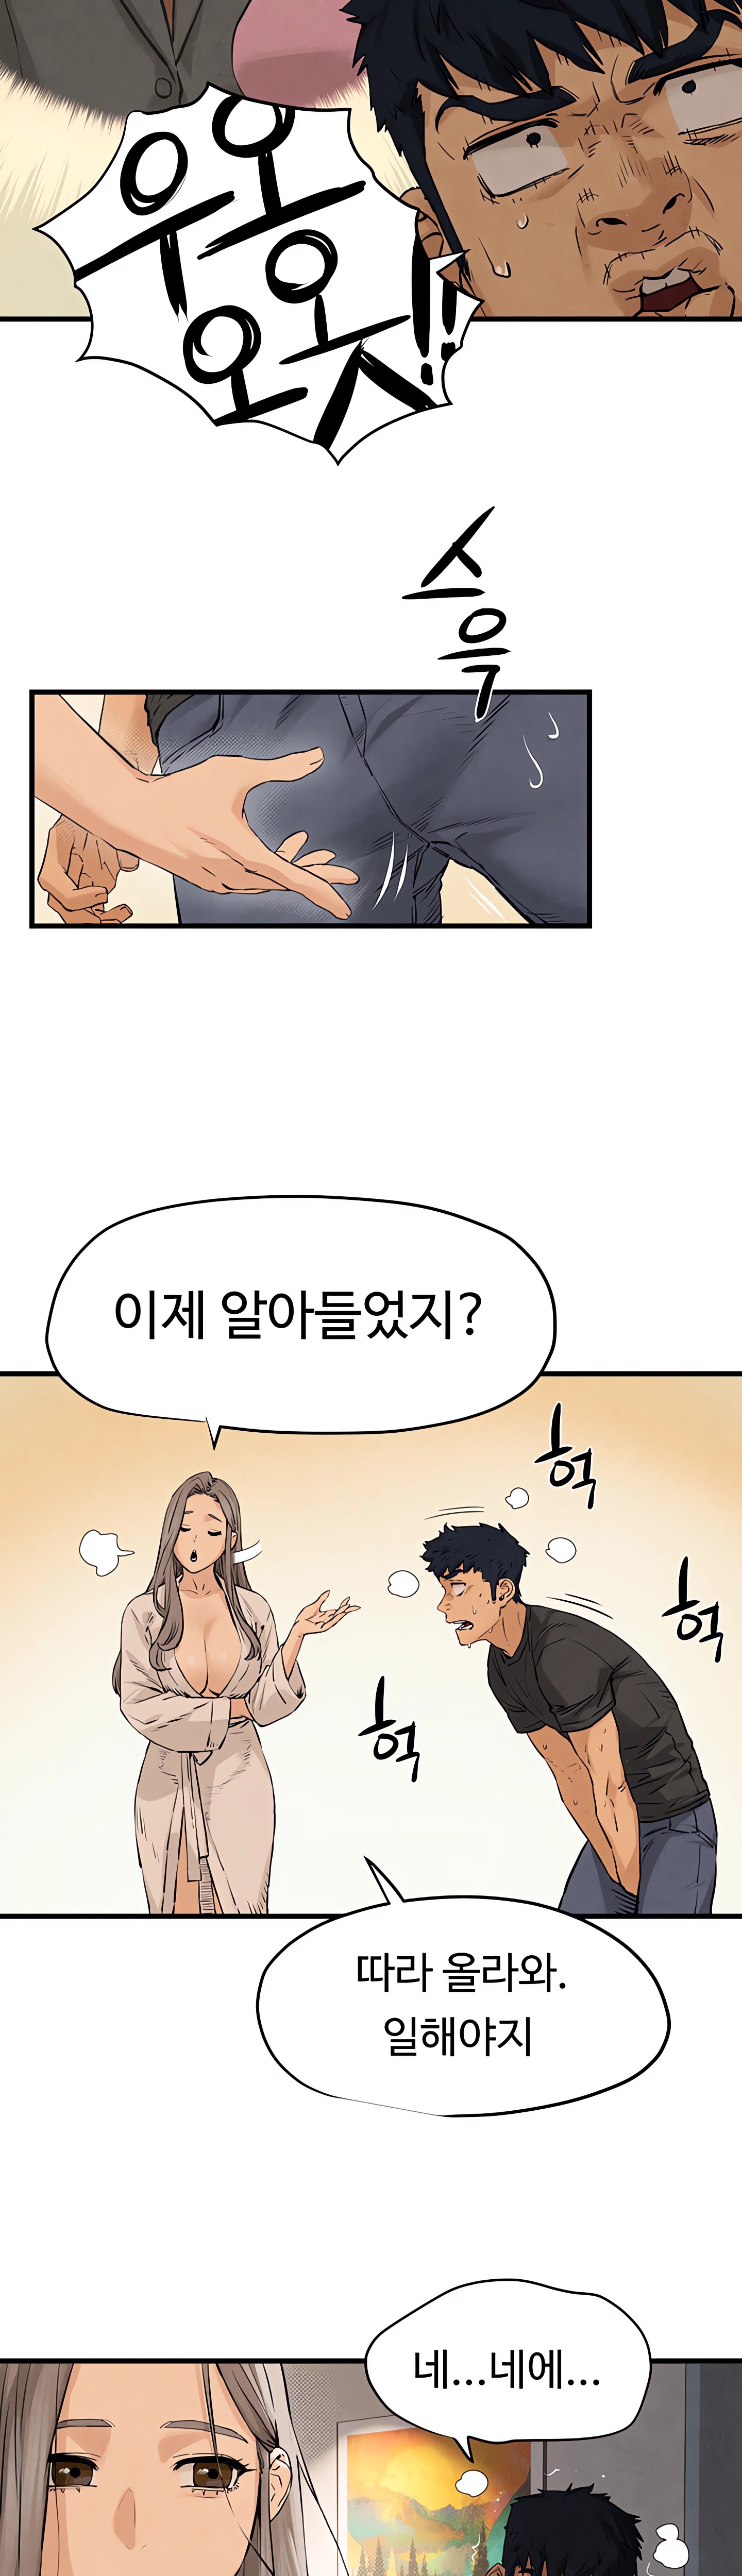 우오
오오옷!!
스윽
이제 알아들었지?
헉
헉
헉
따라 올라와.
일해야지
네...네에...